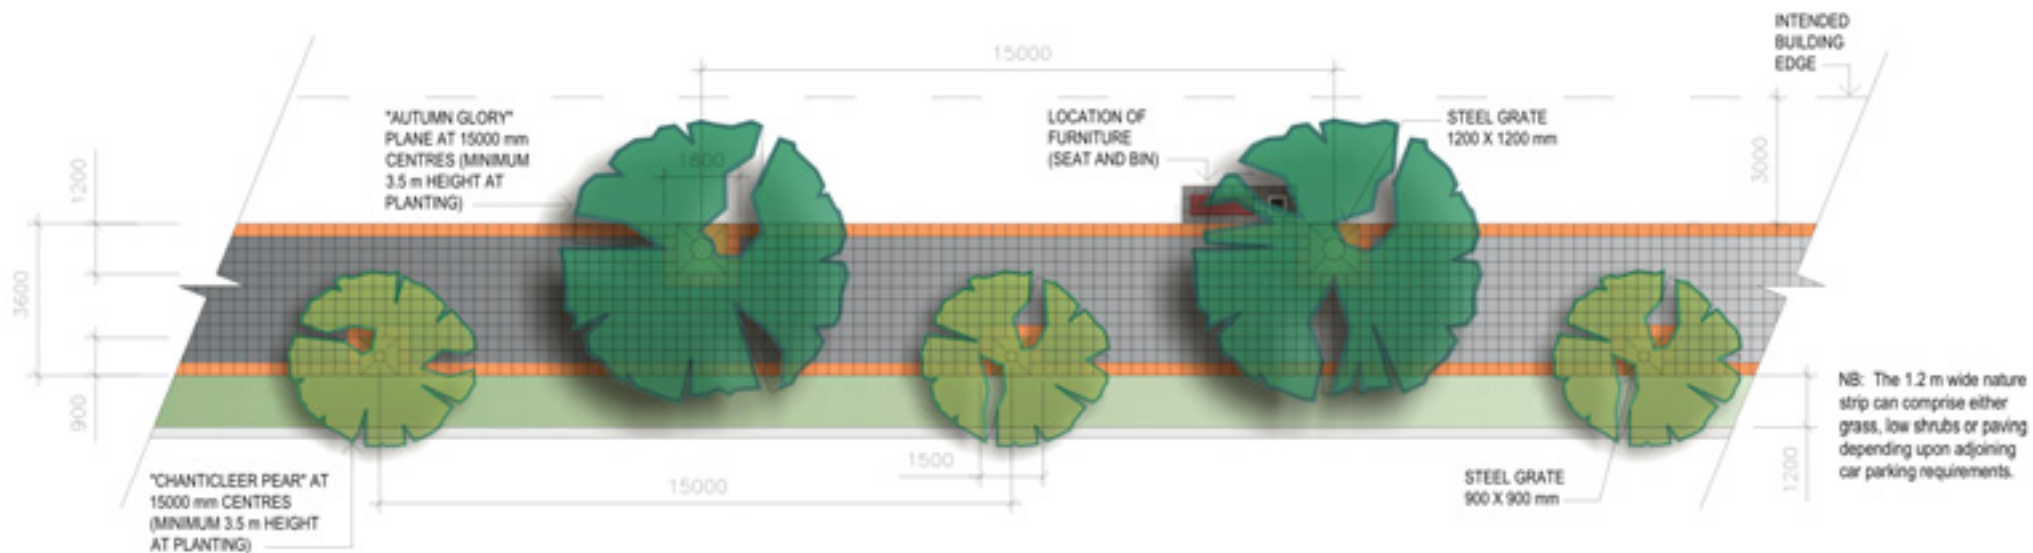 INTENDED
BUILDING
EDGE
15000
"AUTUMN GLORY"
PLANE AT 15000 mm
CENTRES (MINIMUM
3.5 m HEIGHT AT
PLANTING)
LOCATION OF
FURNITURE
(SEAT AND BIN)
STEEL GRATE
1200 X 1200 mm
1800
1200
3000
3600
900
NB: The 1.2 m wide nature
strip can comprise either
grass, low shrubs or paving
depending upon adjoining
car parking requirements.
1500
1200
"CHANTICLEER PEAR" AT
15000 mm CENTRES
(MINIMUM 3.5 m HEIGHT
AT PLANTING)
15000
STEEL GRATE
900 X 900 mm